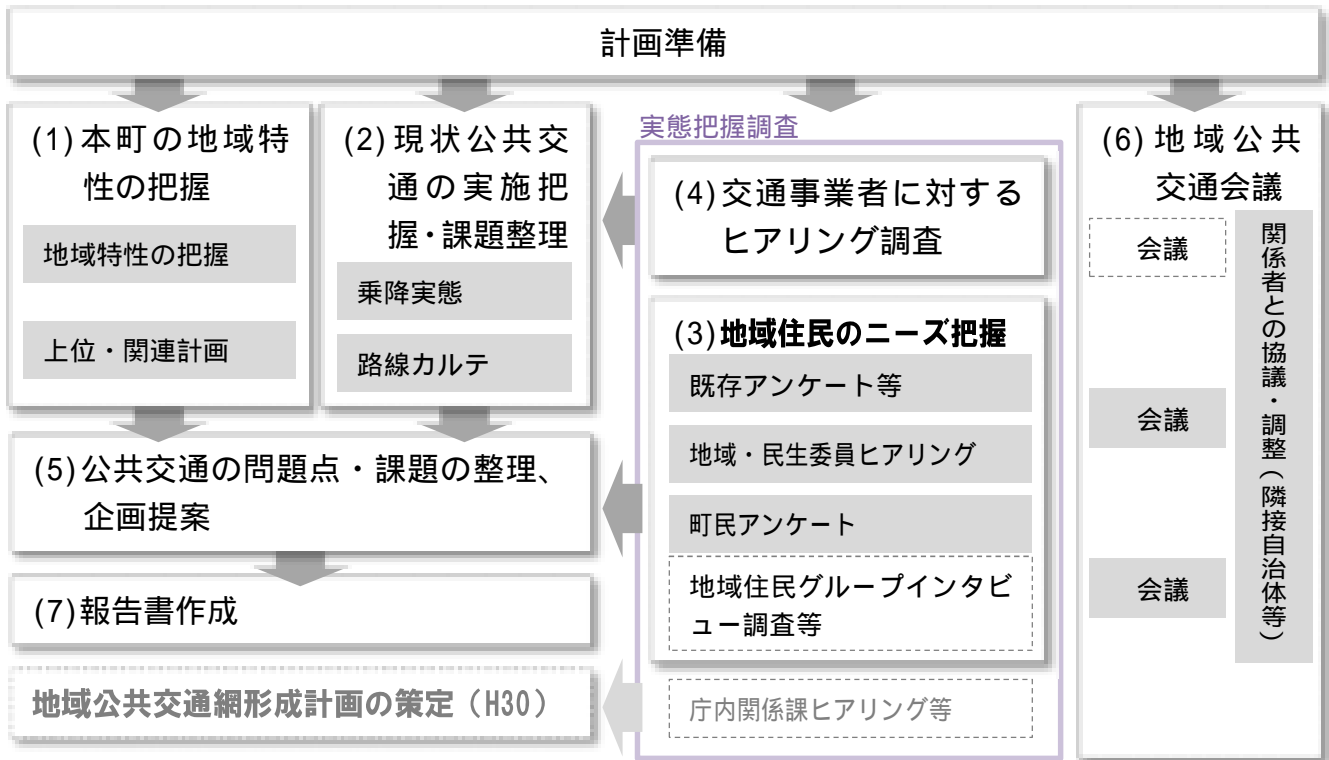 計画準備
(1)本町の地域特
性の把握
地域特性の把握
上位・関連計画
(2)現状公共交
通の実施把
握・課題整理
乗降実態
路線カルテ
実態把握調査
(4)交通事業者に対する
ヒアリング調査
(3)地域住民のニーズ把握
既存アンケート等
地域・民生委員ヒアリング
町民アンケート
地域住民グループインタビ
ュー調査等
庁内関係課ヒアリング等
(5)公共交通の問題点・課題の整理、
企画提案
(7)報告書作成
地域公共交通網形成計画の策定（H30）
(6)地域公共
交通会議
会議
会議
会議
関係者との協議・調整（隣接自治体等）